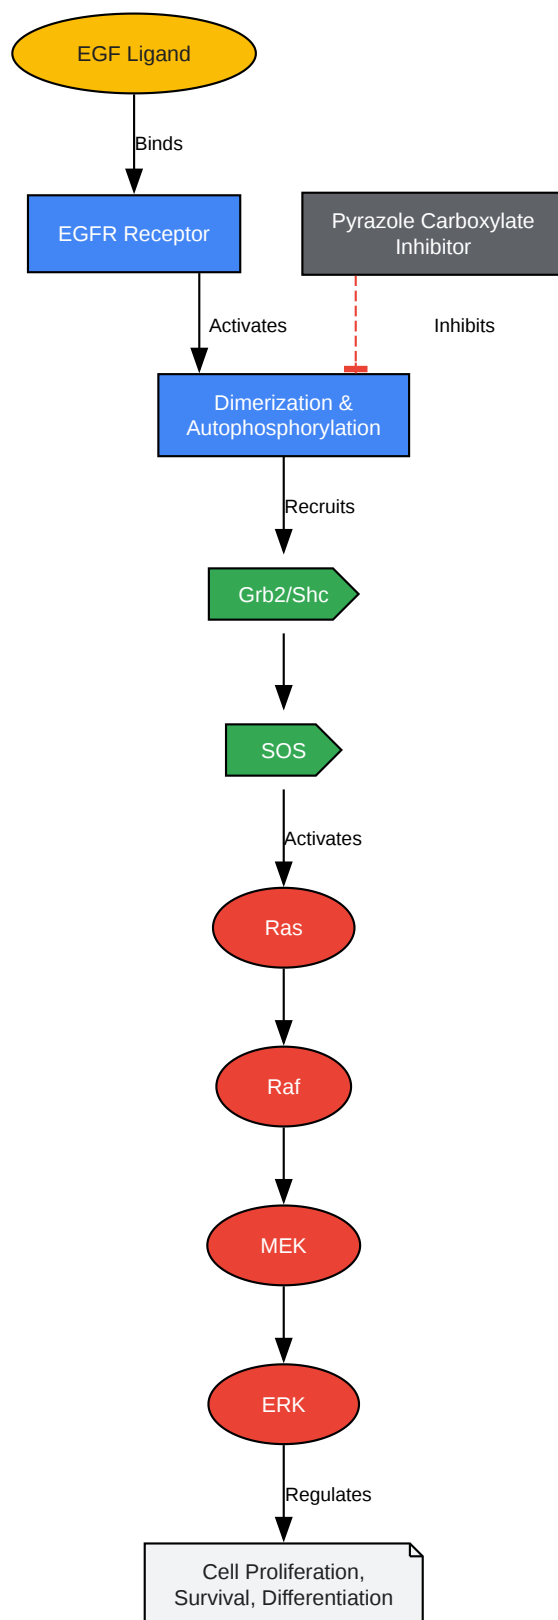 EGF Ligand
Binds
EGFR Receptor
Pyrazole Carboxylate
Inhibitor
Activates
Inhibits
Dimerization &
Autophosphorylation
Recruits
Grb2/Shc
SOS
Activates
Ras
Raf
MEK
ERK
Regulates
Cell Proliferation,
Survival, Differentiation